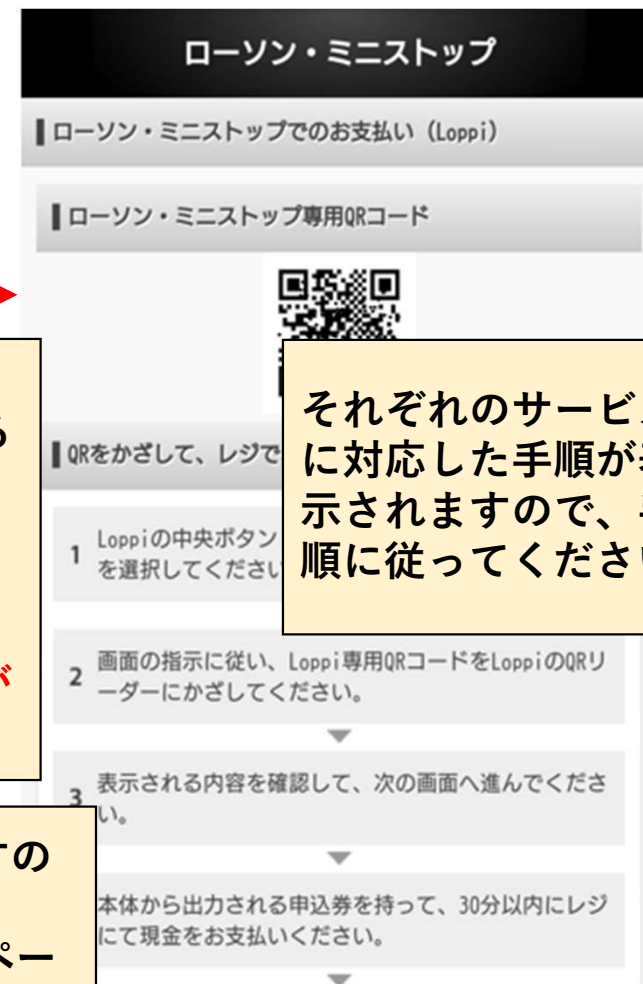 ローソン・ミニストップ
ローソン・ミニストップでのお支払い（Loppi）
ローソン・ミニストップ専用QRコード
QRをかざして、レジで
それぞれのサービ
に対応した手順が
示されますので、
順に従ってくださ
1 Loppiの中央ボタン
を選択してくださ
2 画面の指示に従い、Loppi専用QRコードをLoppiのQRリ
ーダーにかざしてください。
3 表示される内容を確認して、次の画面へ進んでくださ
い。
本体から出力される申込券を持って、30分以内にレジ
にて現金をお支払いください。
が
すの
ペー